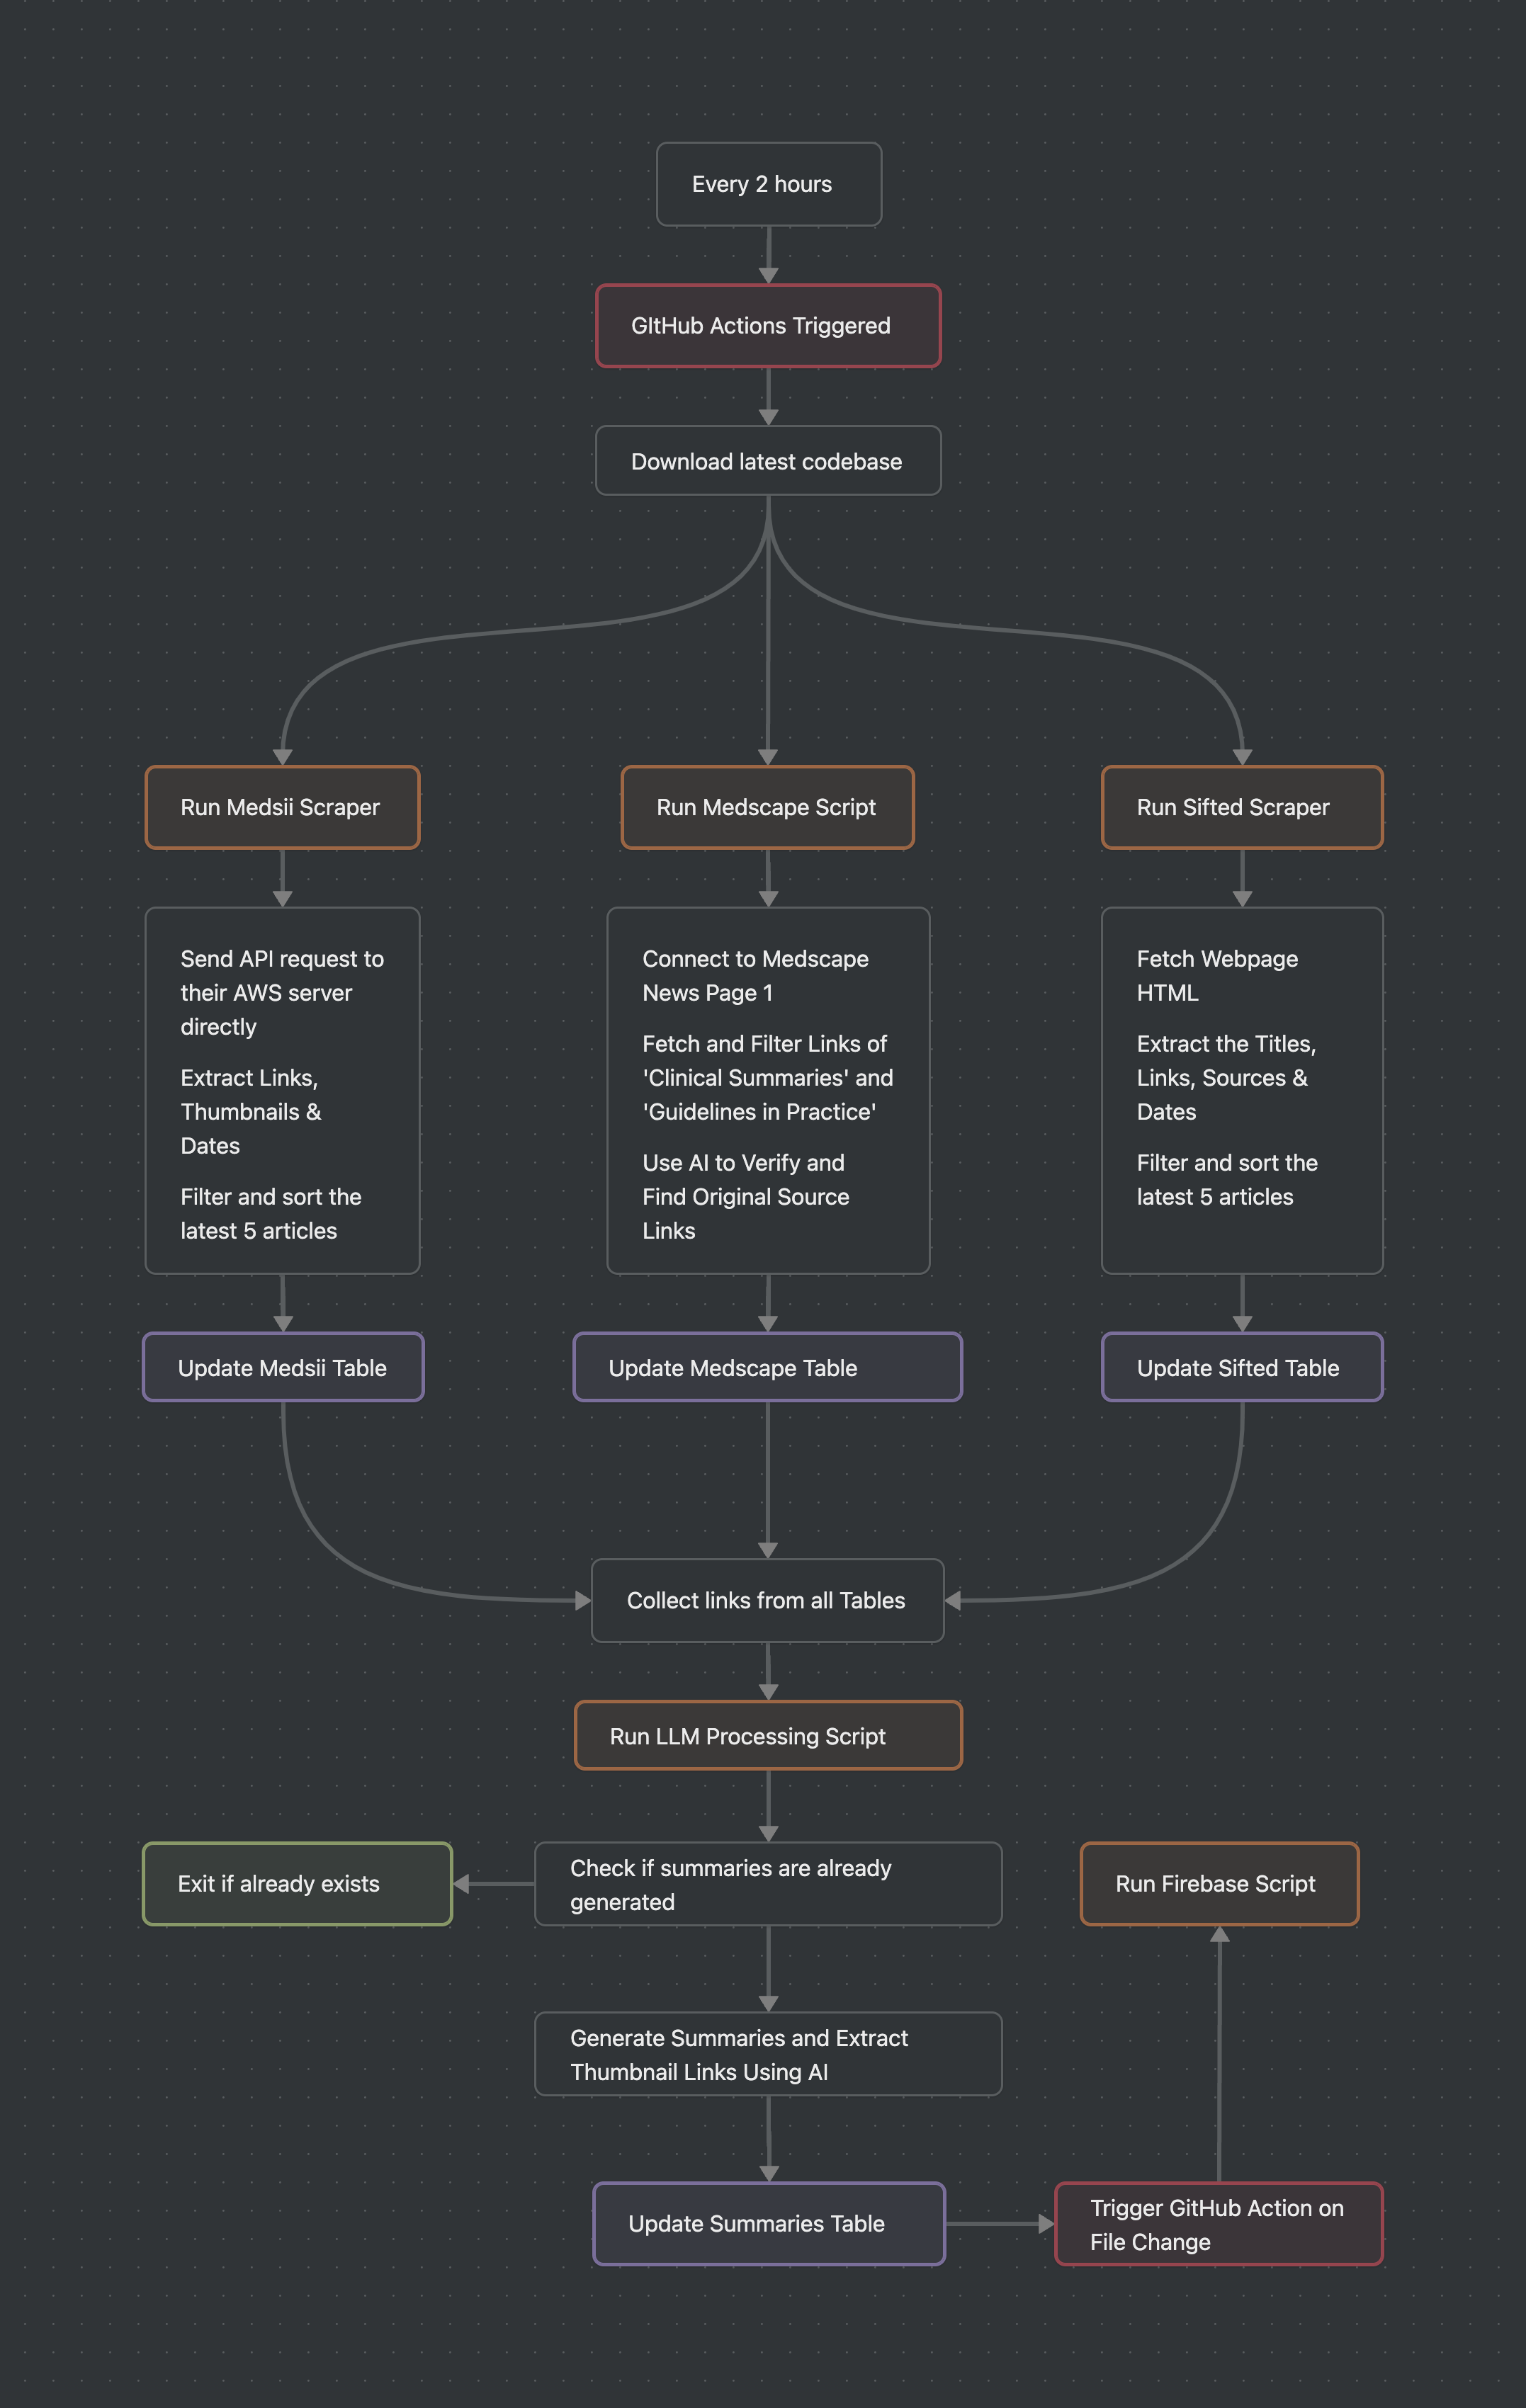 Every 2 hours
GItHub Actions Triggered
Download latest codebase
Run Medsii Scraper
Run Medscape Script
Run Sifted Scraper
Send API request to
their AWS server
directly
Extract Links,
Thumbnails &
Dates
Filter and sort the
latest 5 articles
Connect to Medscape
News Page 1
Fetch and Filter Links of
'Clinical Summaries' and
'Guidelines in Practice'
Use AI to Verify and
Find Original Source
Links
Fetch Webpage
HTML
Extract the Titles,
Links, Sources &
Dates
Filter and sort the
latest 5 articles
Update Medsii Table
Update Medscape Table
Update Sifted Table
Collect links from all Tables
Run LLM Processing Script
Exit if already exists
Check if summaries are already
generated
Run Firebase Script
Generate Summaries and Extract
Thumbnail Links Using AI
Update Summaries Table
Trigger GitHub Action on
File Change